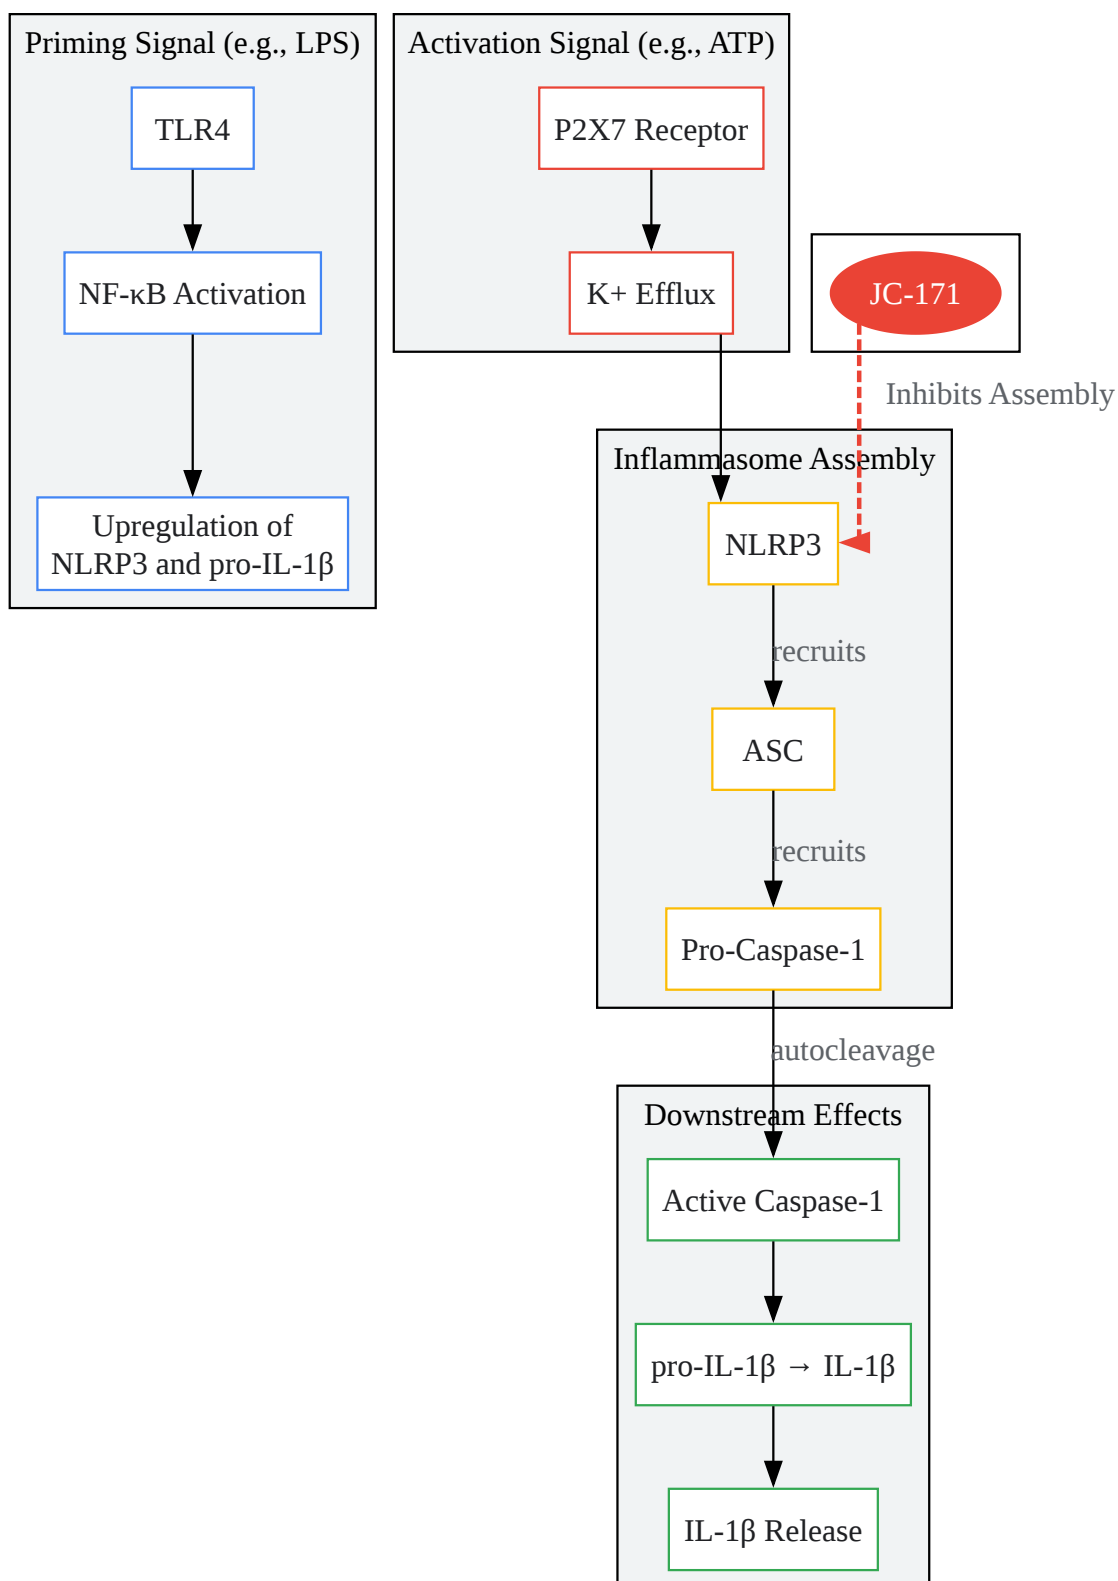 Priming Signal (e.g., LPS)
TLR4
NF-κB Activation
Upregulation of
NLRP3 and pro-IL-1β
Activation Signal (e.g., ATP)
P2X7 Receptor
K+ Efflux
JC-171
Inhibits Assembly
Inflammasome Assembly
NLRP3
recruits
ASC
recruits
Pro-Caspase-1
autocleavage
Downstream Effects
Active Caspase-1
pro-IL-1β → IL-1β
IL-1β Release